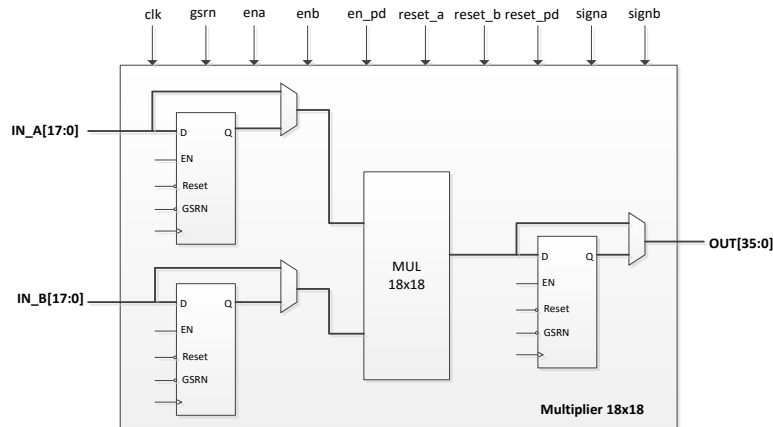 clk gsrn ena enb en_pd reset_a reset_b reset_pd signa signb
IN_A[17:0]
D Q
EN
Reset
GSRN
MUL
18x18
D Q
EN
Reset
GSRN
OUT[35:0]
IN_B[17:0]
D Q
EN
Reset
GSRN
Multiplier 18x18